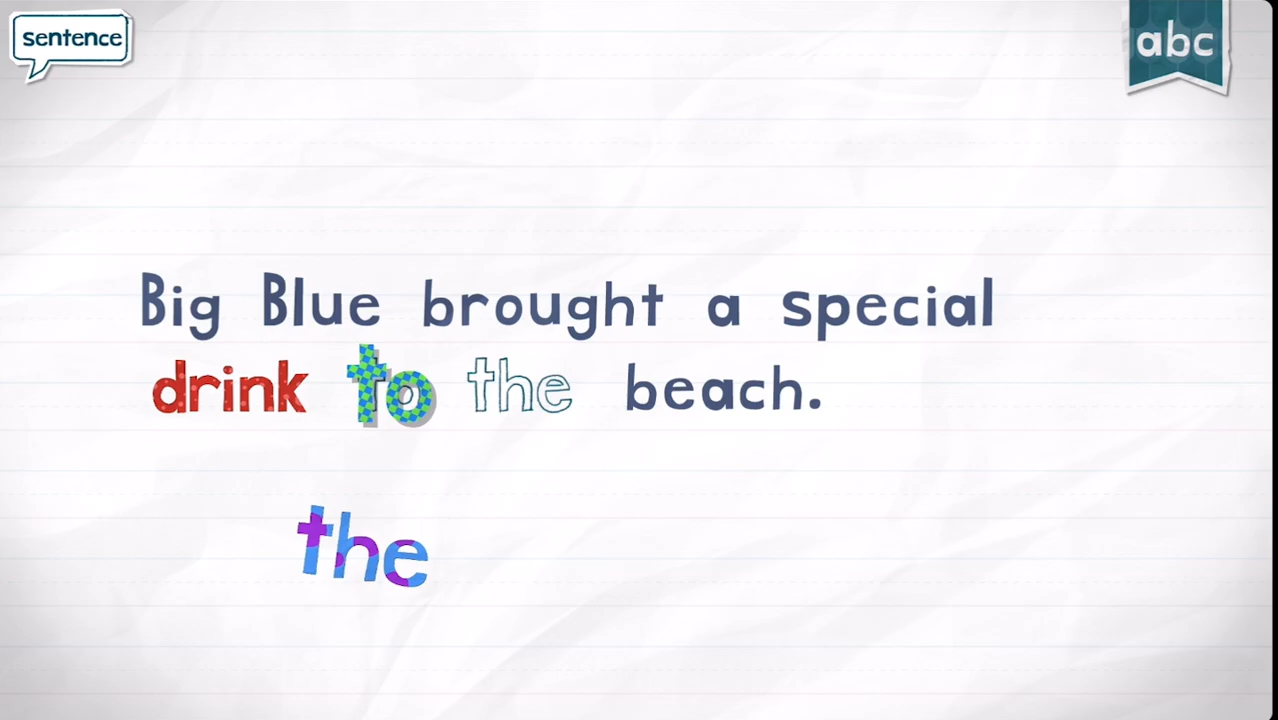 sentence
abc
Big Blue brought a special
drink to the beach.
the